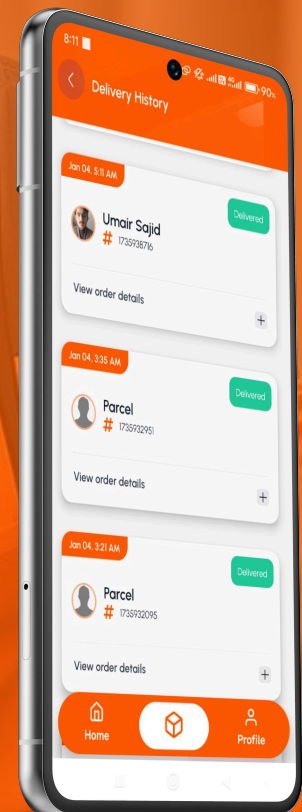 8:11
4G
90%
Delivery History
Jan 04, 5:11 AM
Delivered
Umair Sajid
# 1735938716
View order details
+
Jan 04, 3:35 AM
Delivered
Parcel
# 1735932951
View order details
+
Jan 04, 3:21 AM
Delivered
Parcel
# 1735932095
View order details
+
Home
Profile